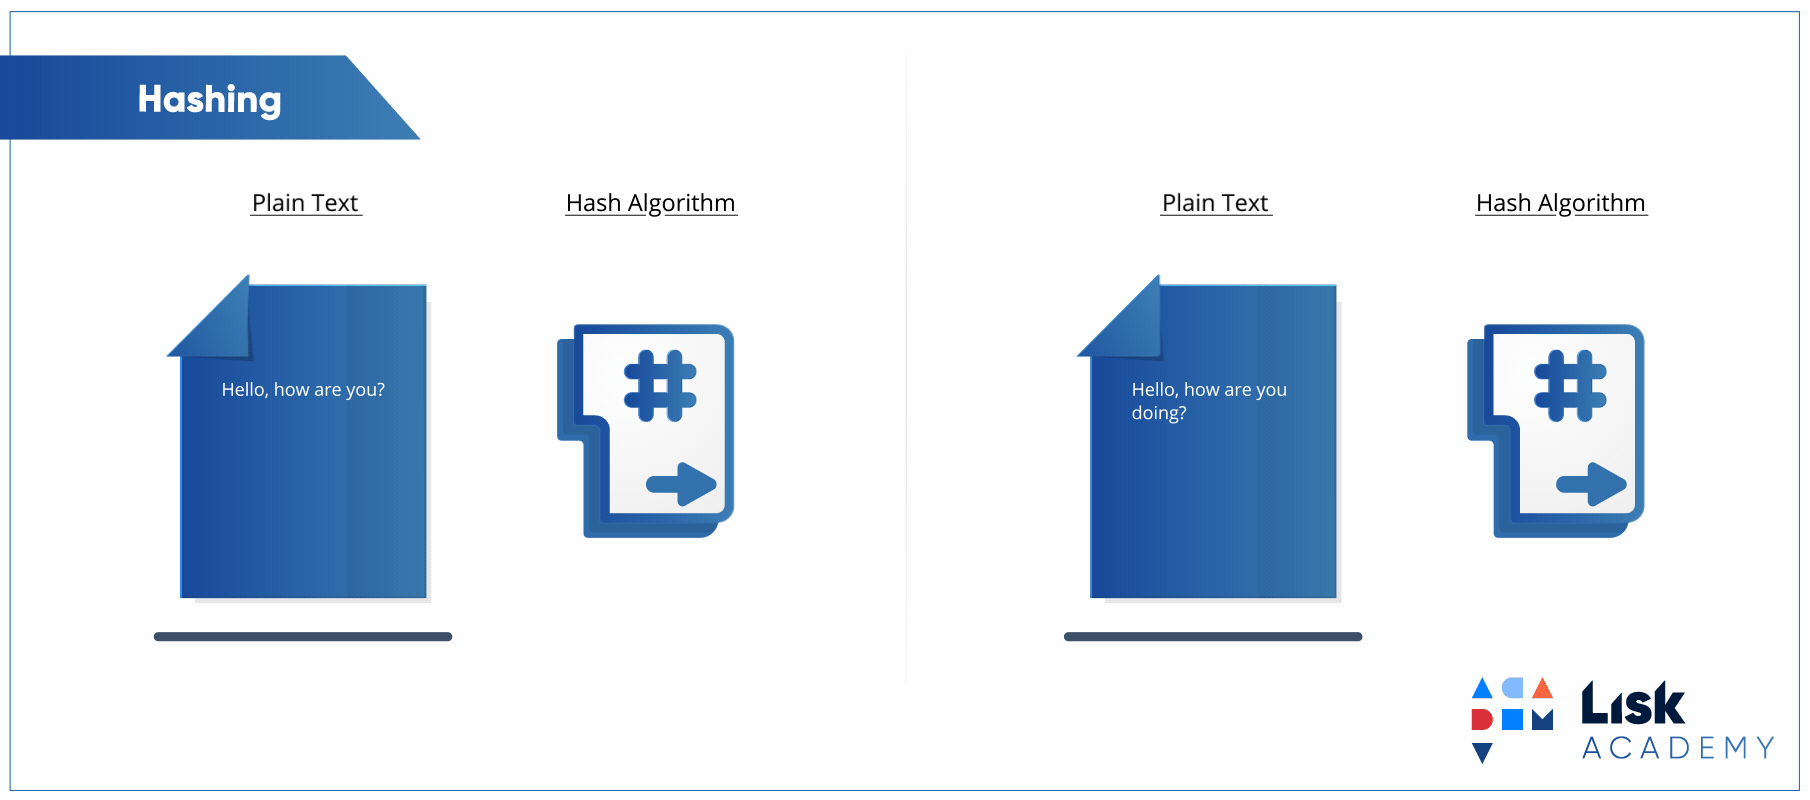 Hashing
Plain Text
Hash Algorithm
Hello, how are you?
Plain Text
Hash Algorithm
Hello, how are you
doing?
#
#
Lisk
ACADEMY